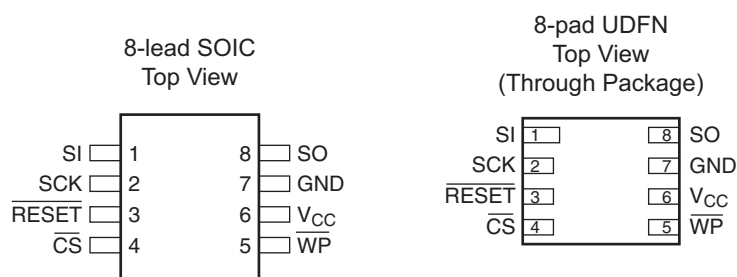 8-lead SOIC
Top View
SI 1 8 SO
SCK 2 7 GND
RESET 3 6 VCC
CS 4 5 WP
8-pad UDFN
Top View
(Through Package)
SI 1 8 SO
SCK 2 7 GND
RESET 3 6 VCC
CS 4 5 WP